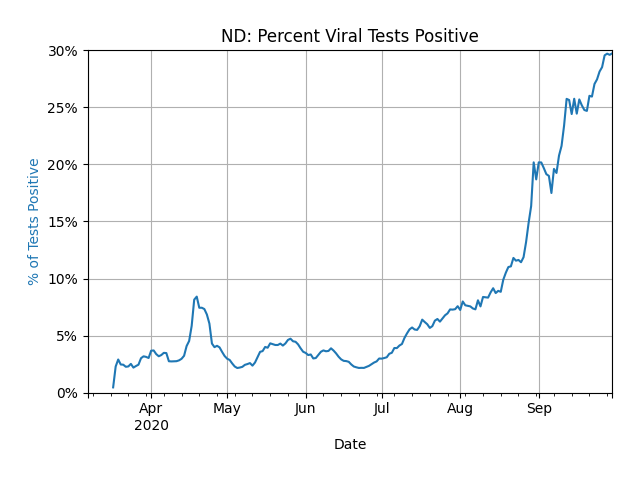 ND: Percent Viral Tests Positive
30%
25%
20%
15%
10%
5%
0%
% of Tests Positive
Apr
2020
May
Jun
Jul
Aug
Sep
Date